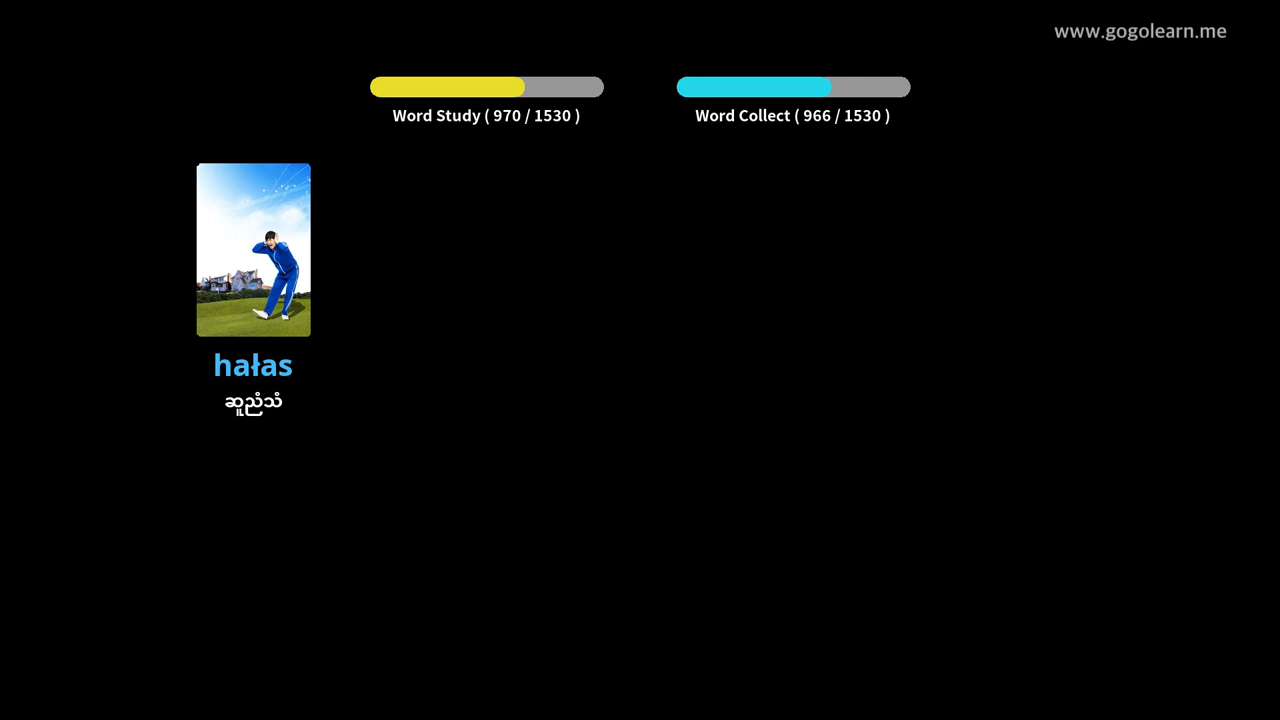 www.gogolearn.me
Word Study ( 970 / 1530 )
Word Collect ( 966 / 1530 )
hałas
ဆူညံသံ